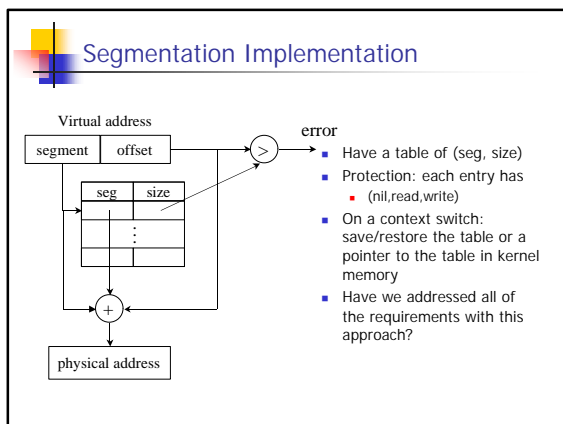 Segmentation Implementation
Virtual address
segment offset
>
error
seg size
⋮
+
physical address
Have a table of (seg, size)
Protection: each entry has
(nil,read,write)
On a context switch:
save/restore the table or a
pointer to the table in kernel
memory
Have we addressed all of
the requirements with this
approach?